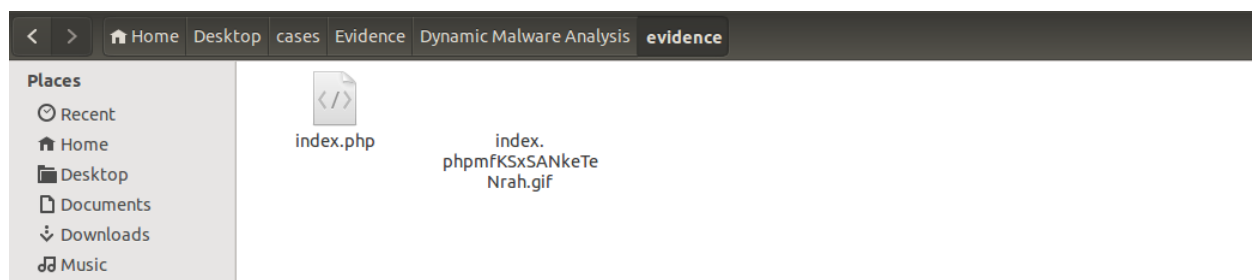 Home Desktop cases Evidence Dynamic Malware Analysis evidence
Places
Recent
Home
Desktop
Documents
Downloads
Music
index.php
index.
phpmfKSxSANkeTe
Nrah.gif